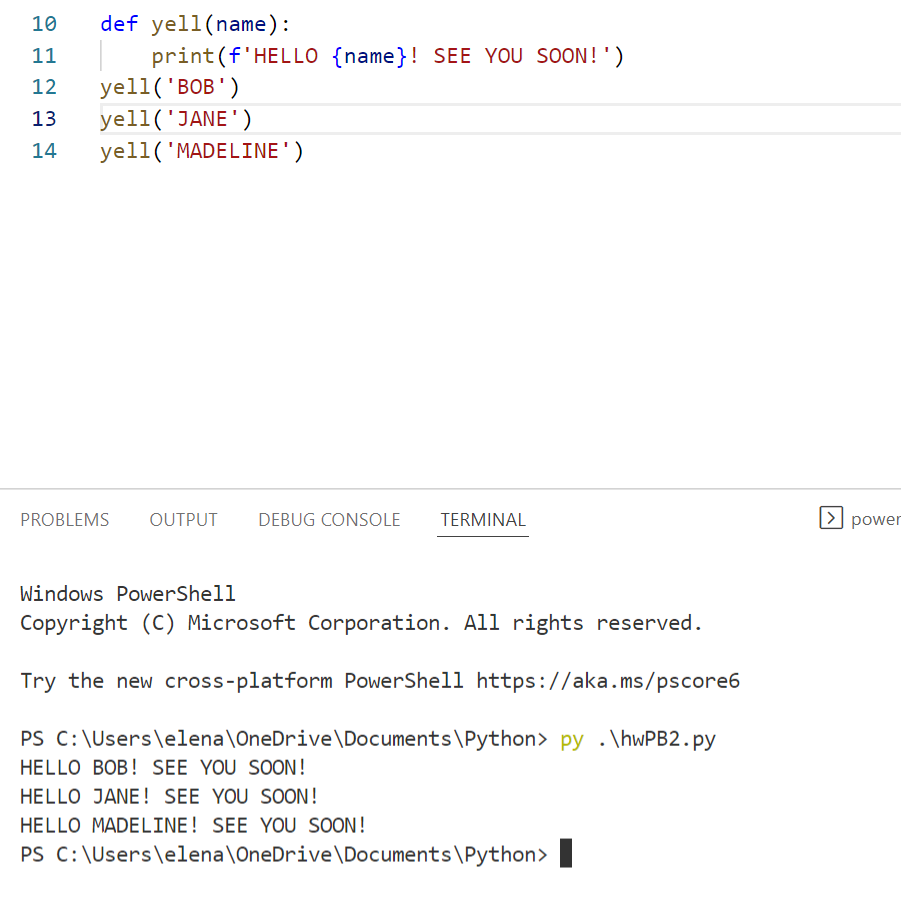 10 def yell(name):
11     print(f'HELLO {name}! SEE YOU SOON!')
12 yell('BOB')
13 yell('JANE')
14 yell('MADELINE')
PROBLEMS OUTPUT DEBUG CONSOLE TERMINAL power
Windows PowerShell
Copyright (C) Microsoft Corporation. All rights reserved.
Try the new cross-platform PowerShell https://aka.ms/pscore6
PS C:\Users\elena\OneDrive\Documents\Python> py .\hwPB2.py
HELLO BOB! SEE YOU SOON!
HELLO JANE! SEE YOU SOON!
HELLO MADELINE! SEE YOU SOON!
PS C:\Users\elena\OneDrive\Documents\Python>